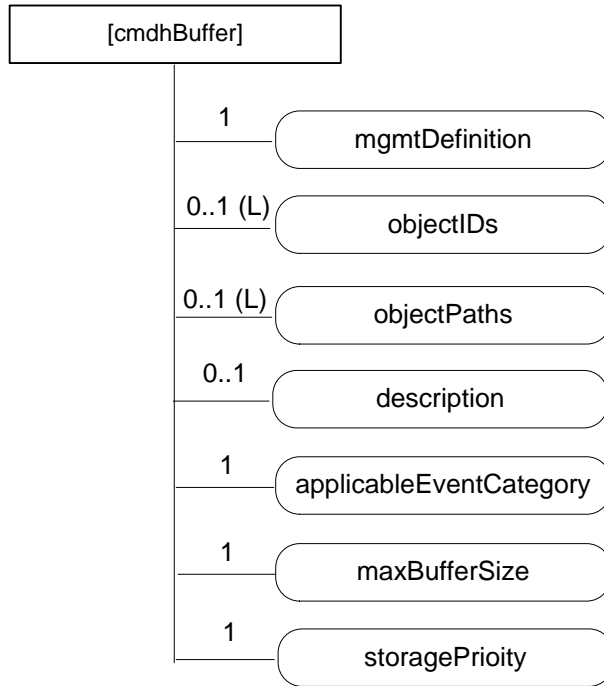 [cmdhBuffer]
1
mgmtDefinition
0..1 (L)
objectIDs
0..1 (L)
objectPaths
0..1
description
1
applicableEventCategory
1
maxBufferSize
1
storagePrioity